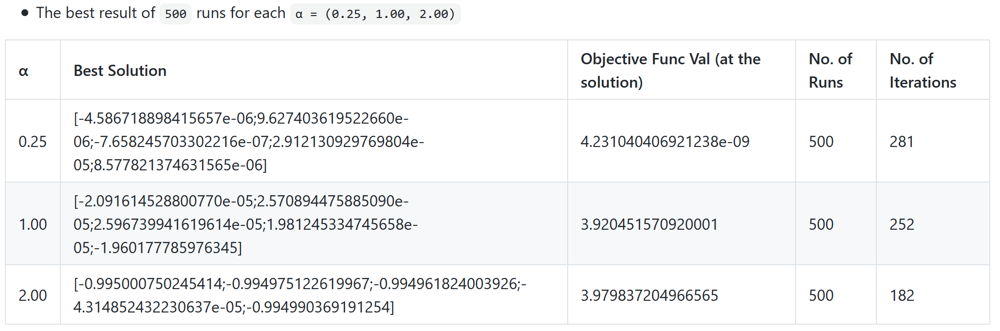 The best result of 500 runs for each α = (0.25, 1.00, 2.00)
α
Best Solution
Objective Func Val (at the
solution)
No. of
Runs
No. of
Iterations
0.25
[-4.586718898415657e-06;9.627403619522660e-
06;-7.658245703302216e-07;2.912130929769804e-
05;8.577821374631565e-06]
4.231040406921238e-09
500
281
1.00
[-2.091614528800770e-05;2.570894475885090e-
05;2.596739941619614e-05;1.981245334745658e-
05;-1.960177785976345]
3.920451570920001
500
252
2.00
[-0.995000750245414;-0.994975122619967;-0.994961824003926;-
4.314852432230637e-05;-0.994990369191254]
3.979837204966565
500
182